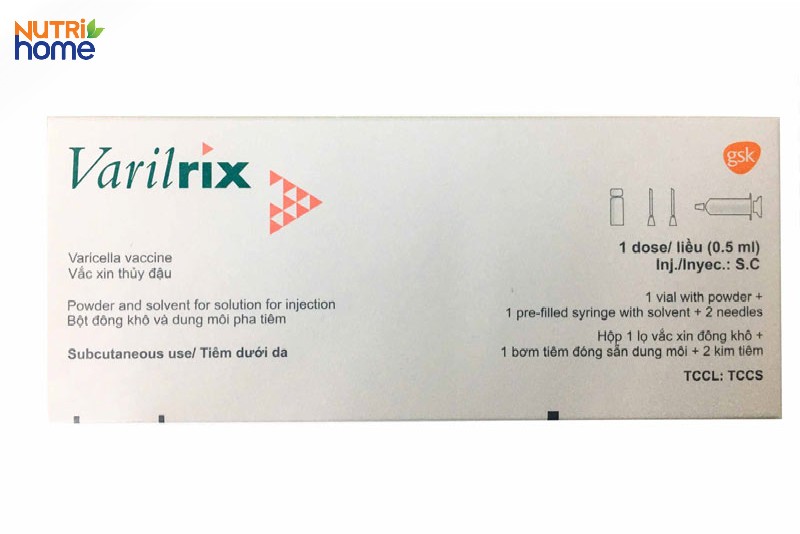 NUTRi
home
Varilrix
gsk
Varicella vaccine
Vắc xin thủy đậu
Powder and solvent for solution for injection
Bột đông khô và dung môi pha tiêm
Subcutaneous use/ Tiêm dưới da
1 dose/ liều (0.5 ml)
Inj./Inyec.: S.C
1 vial with powder +
1 pre-filled syringe with solvent + 2 needles
Hộp 1 lọ vắc xin đông khô +
1 bơm tiêm đóng sẵn dung môi + 2 kim tiêm
TCCL: TCCS